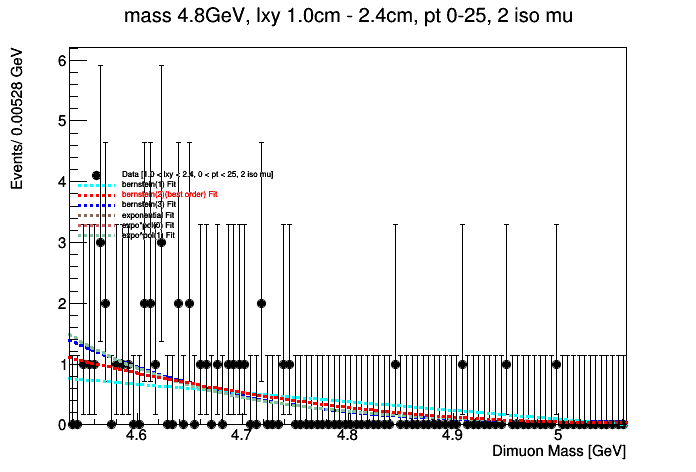 mass 4.8GeV, lxy 1.0cm - 2.4cm, pt 0-25, 2 iso mu
Events/ 0.00528 GeV
6
5
4
3
2
1
0
Data [1.0 < lxy < 2.4, 0 < pt < 25, 2 iso mu]
bernstein(1) Fit
bernstein(2)(best order) Fit
bernstein(3) Fit
exponential Fit
expo*pol(0) Fit
expo*pol(1) Fit
4.6 4.7 4.8 4.9 5
Dimuon Mass [GeV]